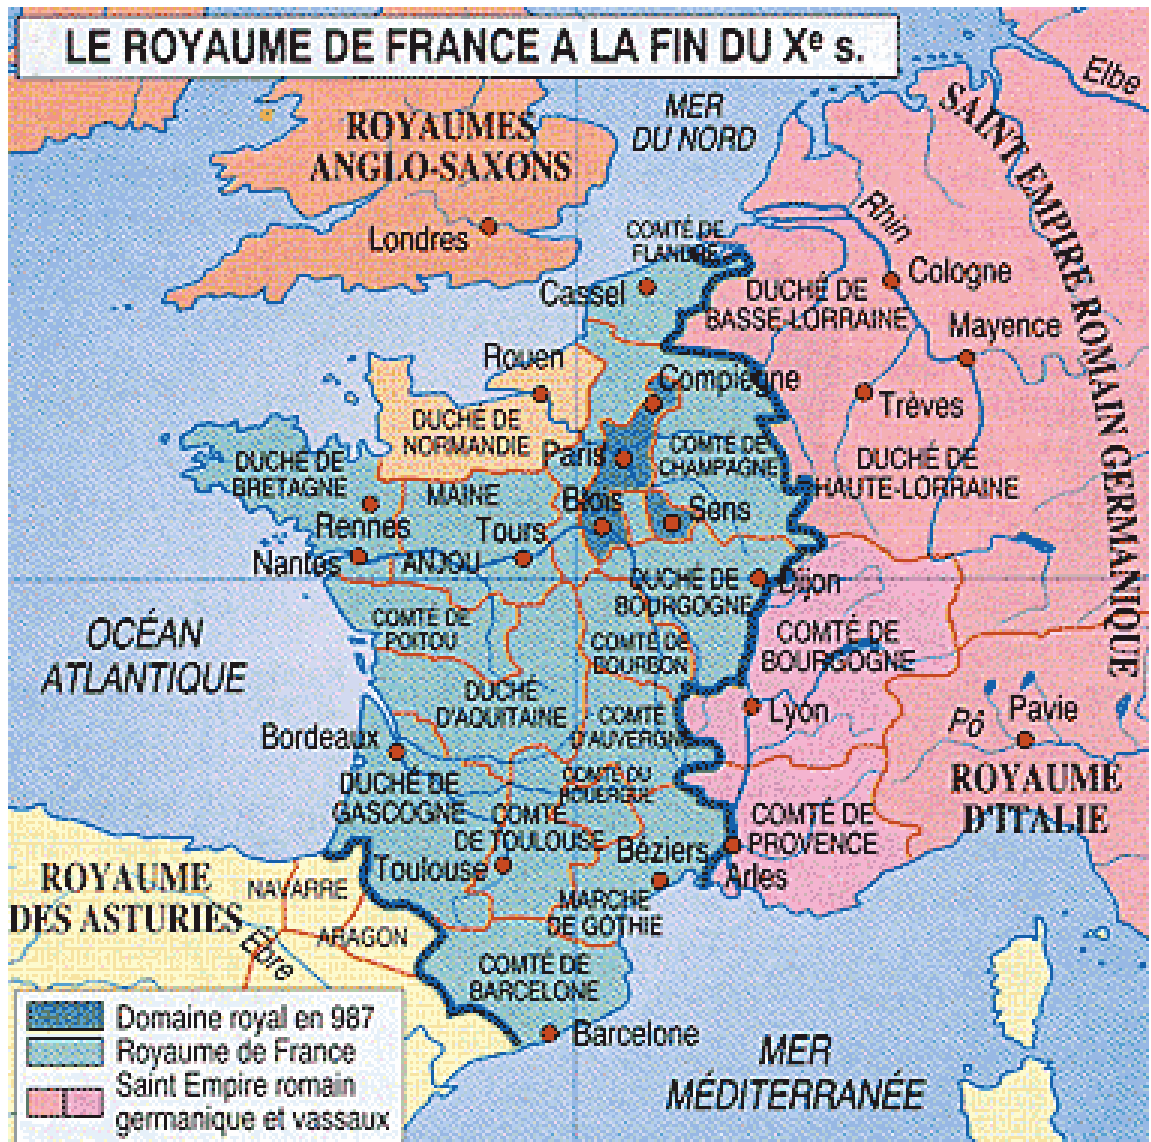 LE ROYAUME DE FRANCE A LA FIN DU Xe s.
Elbe
MER
DU NORD
SAINT EMPIRE ROMAIN GERMANIQUE
ROYAUMES
ANGLO-SAXONS
Londres
Rhin
COMTÉ DE
FLANDRE
Cassel
Cologne
DUCHÉ DE
BASSE-LORRAINE
Mayence
Rouen
Compiègne
Trèves
DUCHÉ DE
NORMANDIE
Paris
COMTÉ DE
CHAMPAGNE
DUCHÉ DE
HAUTE-LORRAINE
DUCHÉ DE
BRETAGNE
MAINE
Blois
Sens
Rennes
Tours
Nantes
ANJOU
DUCHÉ DE
BOURGOGNE
Dijon
OCÉAN
ATLANTIQUE
COMTÉ DE
POITOU
COMTÉ DE
BOURBON
COMTÉ DE
BOURGOGNE
DUCHÉ
D'AQUITAINE
Lyon
Pô
Pavie
COMTÉ
D'AUVERGNE
Bordeaux
DUCHÉ DE
GASCOGNE
COMTÉ DU
ROUERGUE
ROYAUME
D'ITALIE
COMTÉ
DE TOULOUSE
COMTÉ DE
PROVENCE
Béziers
Toulouse
Arles
ROYAUME
DES ASTURIES
NAVARRE
MARCHE
DE GOTHIE
ARAGON
Ebre
COMTÉ DE
BARCELONE
Barcelone
MER
MÉDITERRANÉE
Domaine royal en 987
Royaume de France
Saint Empire romain
germanique et vassaux